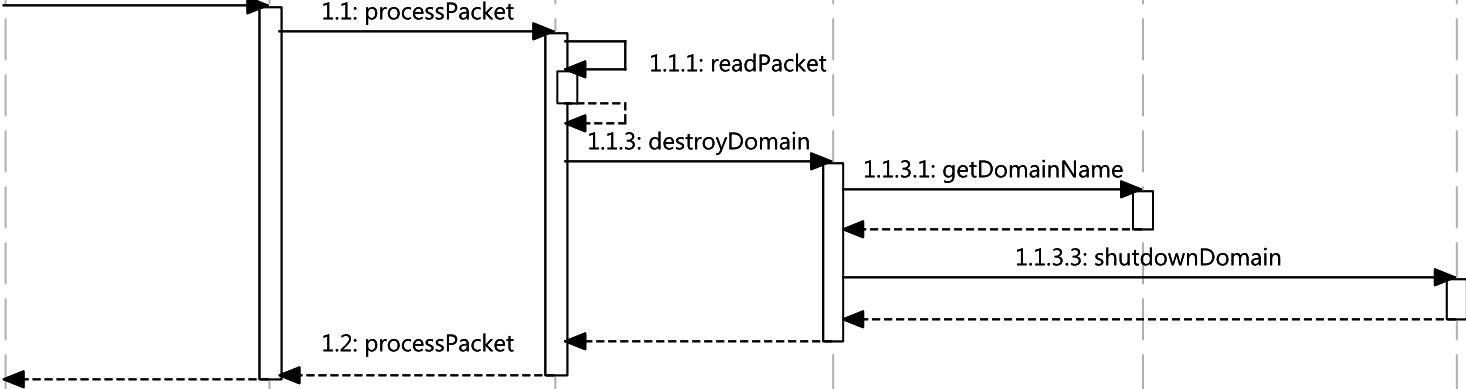 1.1: processPacket
1.1.1: readPacket
1.1.3: destroyDomain
1.1.3.1: getDomainName
1.1.3.3: shutdownDomain
1.2: processPacket